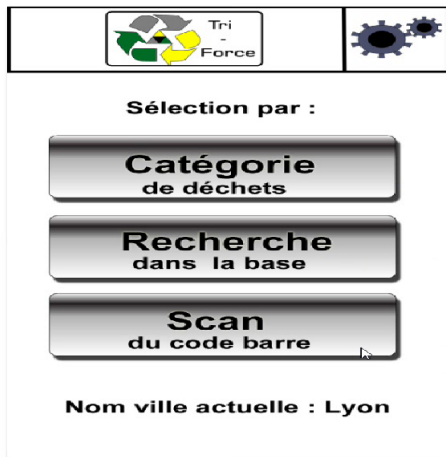 Tri
-
Force
Sélection par :
Catégorie
de déchets
Recherche
dans la base
Scan
du code barre
Nom ville actuelle : Lyon